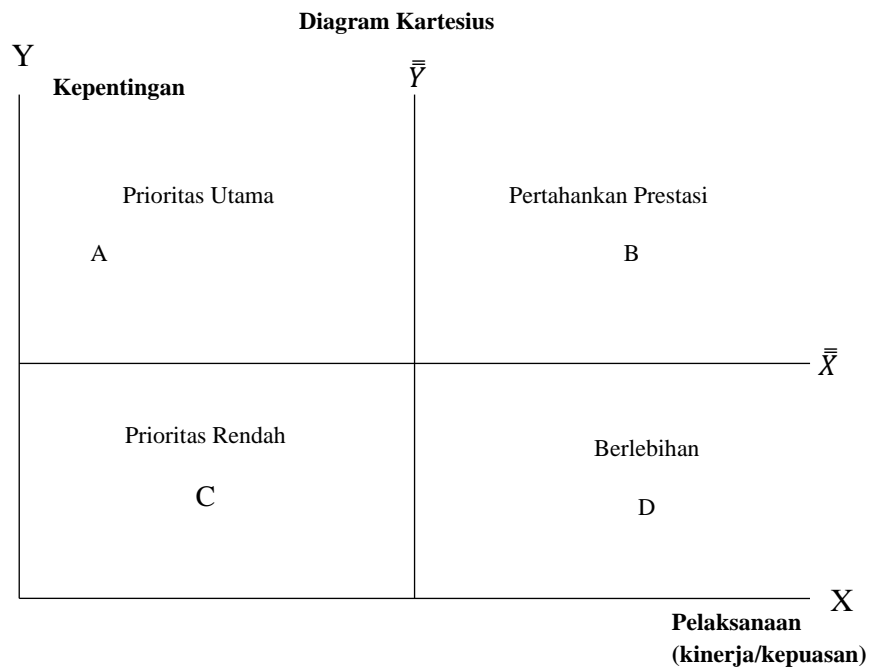 Diagram Kartesius
Y
Y̿
Kepentingan
Prioritas Utama
Pertahankan Prestasi
A
B
X̿
Prioritas Rendah
Berlebihan
C
D
X
Pelaksanaan
(kinerja/kepuasan)